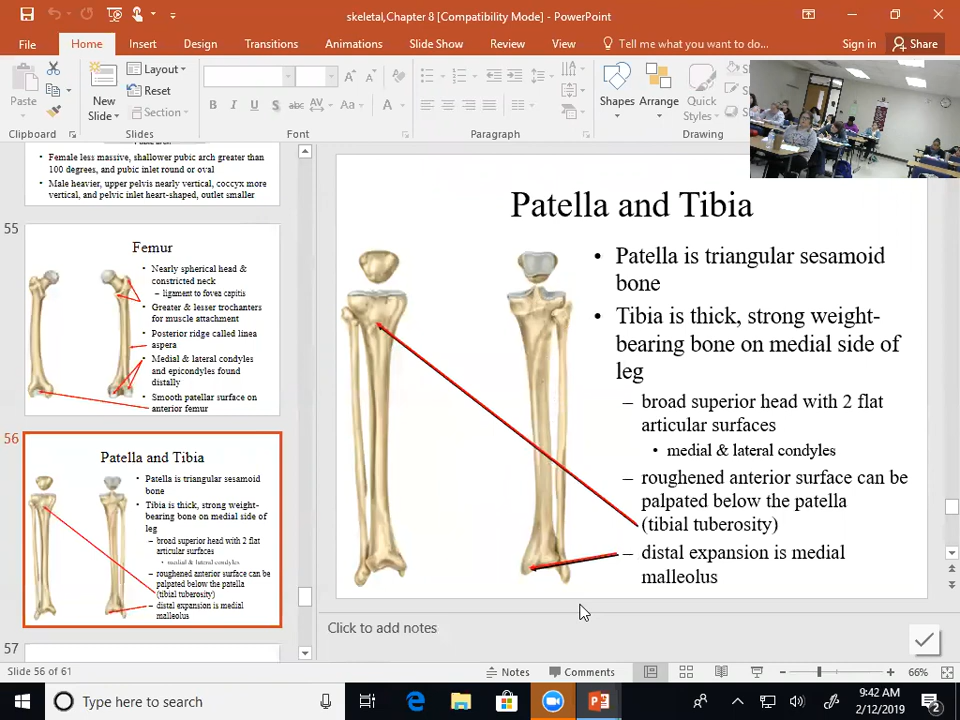 skeletal,Chapter 8 [Compatibility Mode] - PowerPoint
File Home Insert Design Transitions Animations Slide Show Review View Tell me what you want to do... Sign in Share
Paste
New
Slide
Layout
Reset
Section
B I U S abc AV Aa A
Shapes Arrange Quick
Styles
Clipboard Slides Font Paragraph Drawing
• Female less massive, shallower pubic arch greater than
100 degrees, and pubic inlet round or oval
• Male heavier, upper pelvis nearly vertical, coccyx more
vertical, and pelvic inlet heart-shaped, outlet smaller
55
Femur
• Nearly spherical head &
constricted neck
– ligament to fovea capitis
• Greater & lesser trochanters
for muscle attachment
• Posterior ridge called linea
aspera
• Medial & lateral condyles
and epicondyles found
distally
• Smooth patellar surface on
anterior femur
56
Patella and Tibia
• Patella is triangular sesamoid
bone
• Tibia is thick, strong weight-
bearing bone on medial side of
leg
– broad superior head with 2 flat
articular surfaces
• medial & lateral condyles
– roughened anterior surface can be
palpated below the patella
(tibial tuberosity)
– distal expansion is medial
malleolus
57
Patella and Tibia
• Patella is triangular sesamoid
bone
• Tibia is thick, strong weight-
bearing bone on medial side of
leg
– broad superior head with 2 flat
articular surfaces
• medial & lateral condyles
– roughened anterior surface can be
palpated below the patella
(tibial tuberosity)
– distal expansion is medial
malleolus
Click to add notes
Slide 56 of 61 Notes Comments 66%
Type here to search
9:42 AM
2/12/2019
2